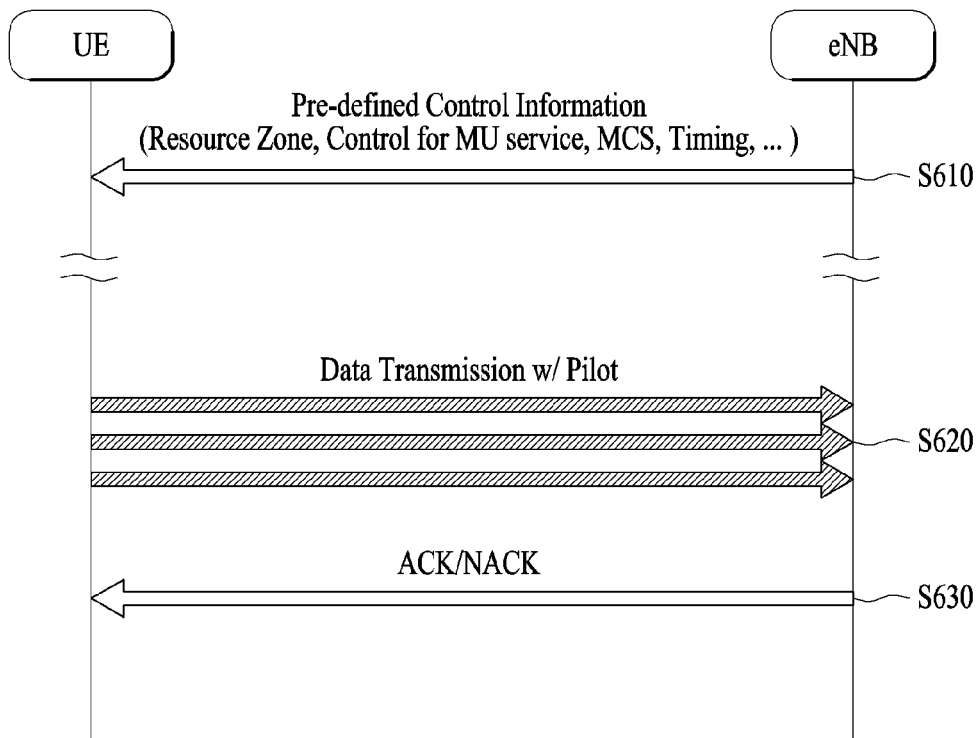 UE
eNB
Pre-defined Control Information
(Resource Zone, Control for MU service, MCS, Timing, ... )
S610
Data Transmission w/ Pilot
S620
ACK/NACK
S630